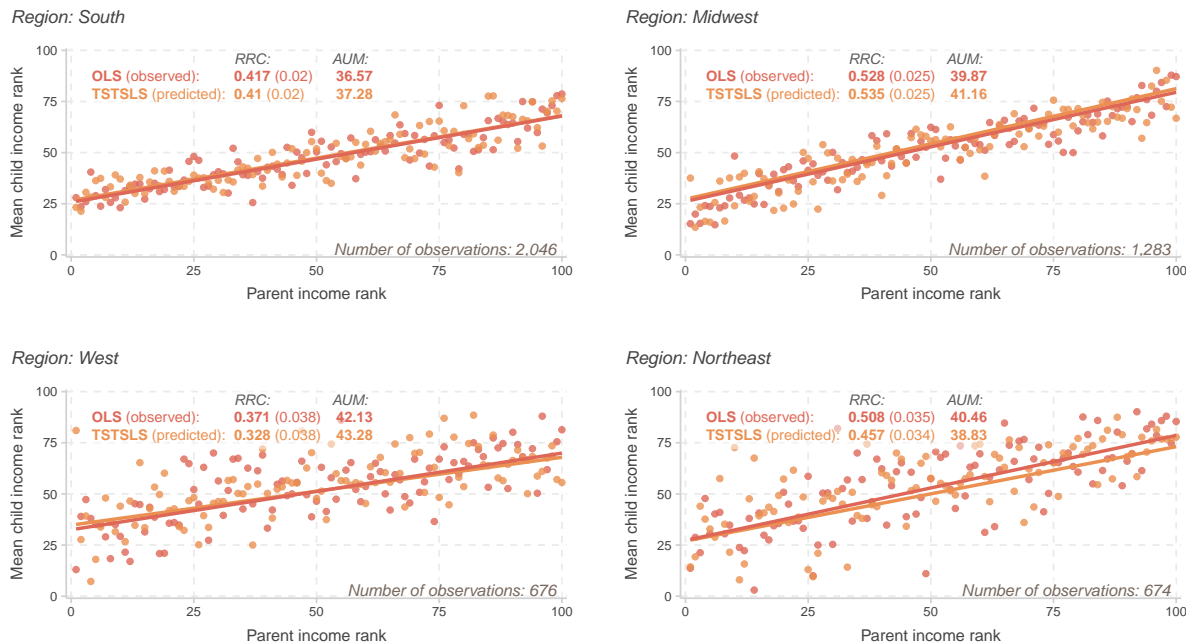 Region: South
RRC: AUM:
OLS (observed): 0.417 (0.02) 36.57
TSTSLS (predicted): 0.41 (0.02) 37.28
Mean child income rank
100
75
50
25
0
Number of observations: 2,046
0 25 50 75 100
Parent income rank
Region: Midwest
RRC: AUM:
OLS (observed): 0.528 (0.025) 39.87
TSTSLS (predicted): 0.535 (0.025) 41.16
Mean child income rank
100
75
50
25
0
Number of observations: 1,283
0 25 50 75 100
Parent income rank
Region: West
RRC: AUM:
OLS (observed): 0.371 (0.038) 42.13
TSTSLS (predicted): 0.328 (0.038) 43.28
Mean child income rank
100
75
50
25
0
Number of observations: 676
0 25 50 75 100
Parent income rank
Region: Northeast
RRC: AUM:
OLS (observed): 0.508 (0.035) 40.46
TSTSLS (predicted): 0.457 (0.034) 38.83
Mean child income rank
100
75
50
25
0
Number of observations: 674
0 25 50 75 100
Parent income rank